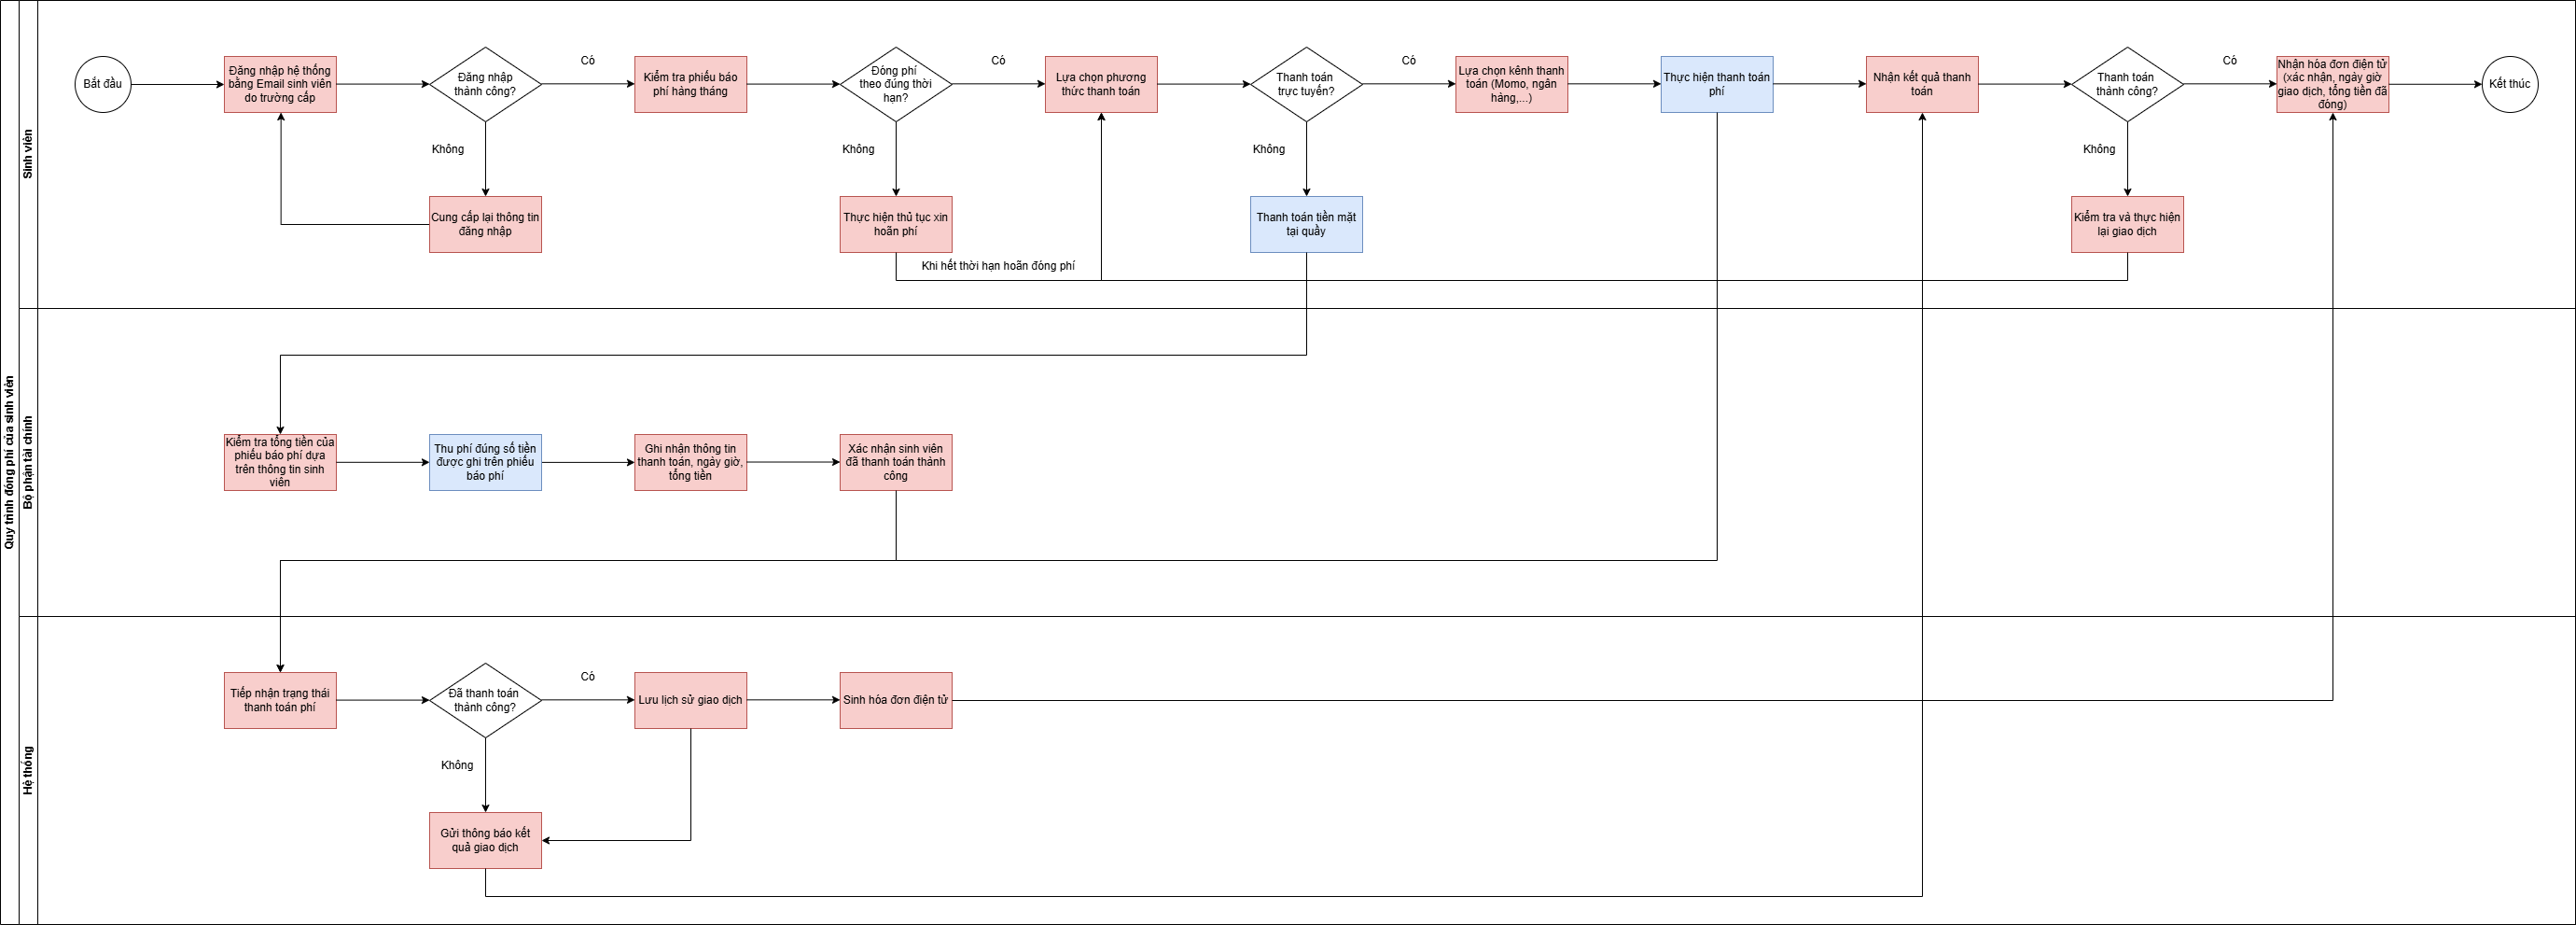 Quy trình đóng phí của sinh viên
Sinh viên
Bắt đầu
Đăng nhập hệ thống
bằng Email sinh viên
do trường cấp
Đăng nhập
thành công?
Có
Không
Cung cấp lại thông tin
đăng nhập
Kiểm tra phiếu báo
phí hàng tháng
Đóng phí
theo đúng thời
hạn?
Có
Không
Thực hiện thủ tục xin
hoãn phí
Khi hết thời hạn hoãn đóng phí
Lựa chọn phương
thức thanh toán
Thanh toán
trực tuyến?
Có
Không
Thanh toán tiền mặt
tại quầy
Lựa chọn kênh thanh
toán (Momo, ngân
hàng,...)
Thực hiện thanh toán
phí
Nhận kết quả thanh
toán
Thanh toán
thành công?
Có
Không
Kiểm tra và thực hiện
lại giao dịch
Nhận hóa đơn điện tử
(xác nhận, ngày giờ
giao dịch, tổng tiền đã
đóng)
Kết thúc
Bộ phận tài chính
Kiểm tra tổng tiền của
phiếu báo phí dựa
trên thông tin sinh
viên
Thu phí đúng số tiền
được ghi trên phiếu
báo phí
Ghi nhận thông tin
thanh toán, ngày giờ,
tổng tiền
Xác nhận sinh viên
đã thanh toán thành
công
Hệ thống
Tiếp nhận trạng thái
thanh toán phí
Đã thanh toán
thành công?
Có
Không
Lưu lịch sử giao dịch
Sinh hóa đơn điện tử
Gửi thông báo kết
quả giao dịch